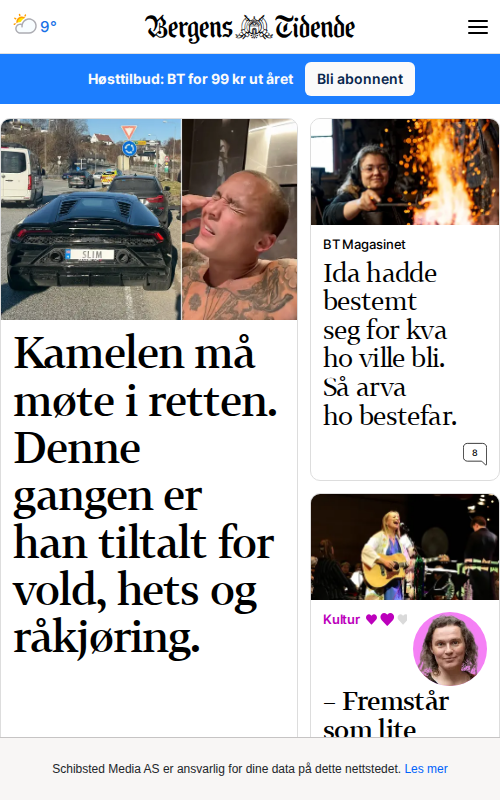 9°
Bergens Tidende
Høsttilbud: BT for 99 kr ut året
Bli abonnent
SLIM
Kamelen må
møte i retten.
Denne
gangen er
han tiltalt for
vold, hets og
råkjøring.
BT Magasinet
Ida hadde
bestemt
seg for kva
ho ville bli.
Så arva
ho bestefar.
8
Kultur
– Fremstår
som lite
Schibsted Media AS er ansvarlig for dine data på dette nettstedet. Les mer